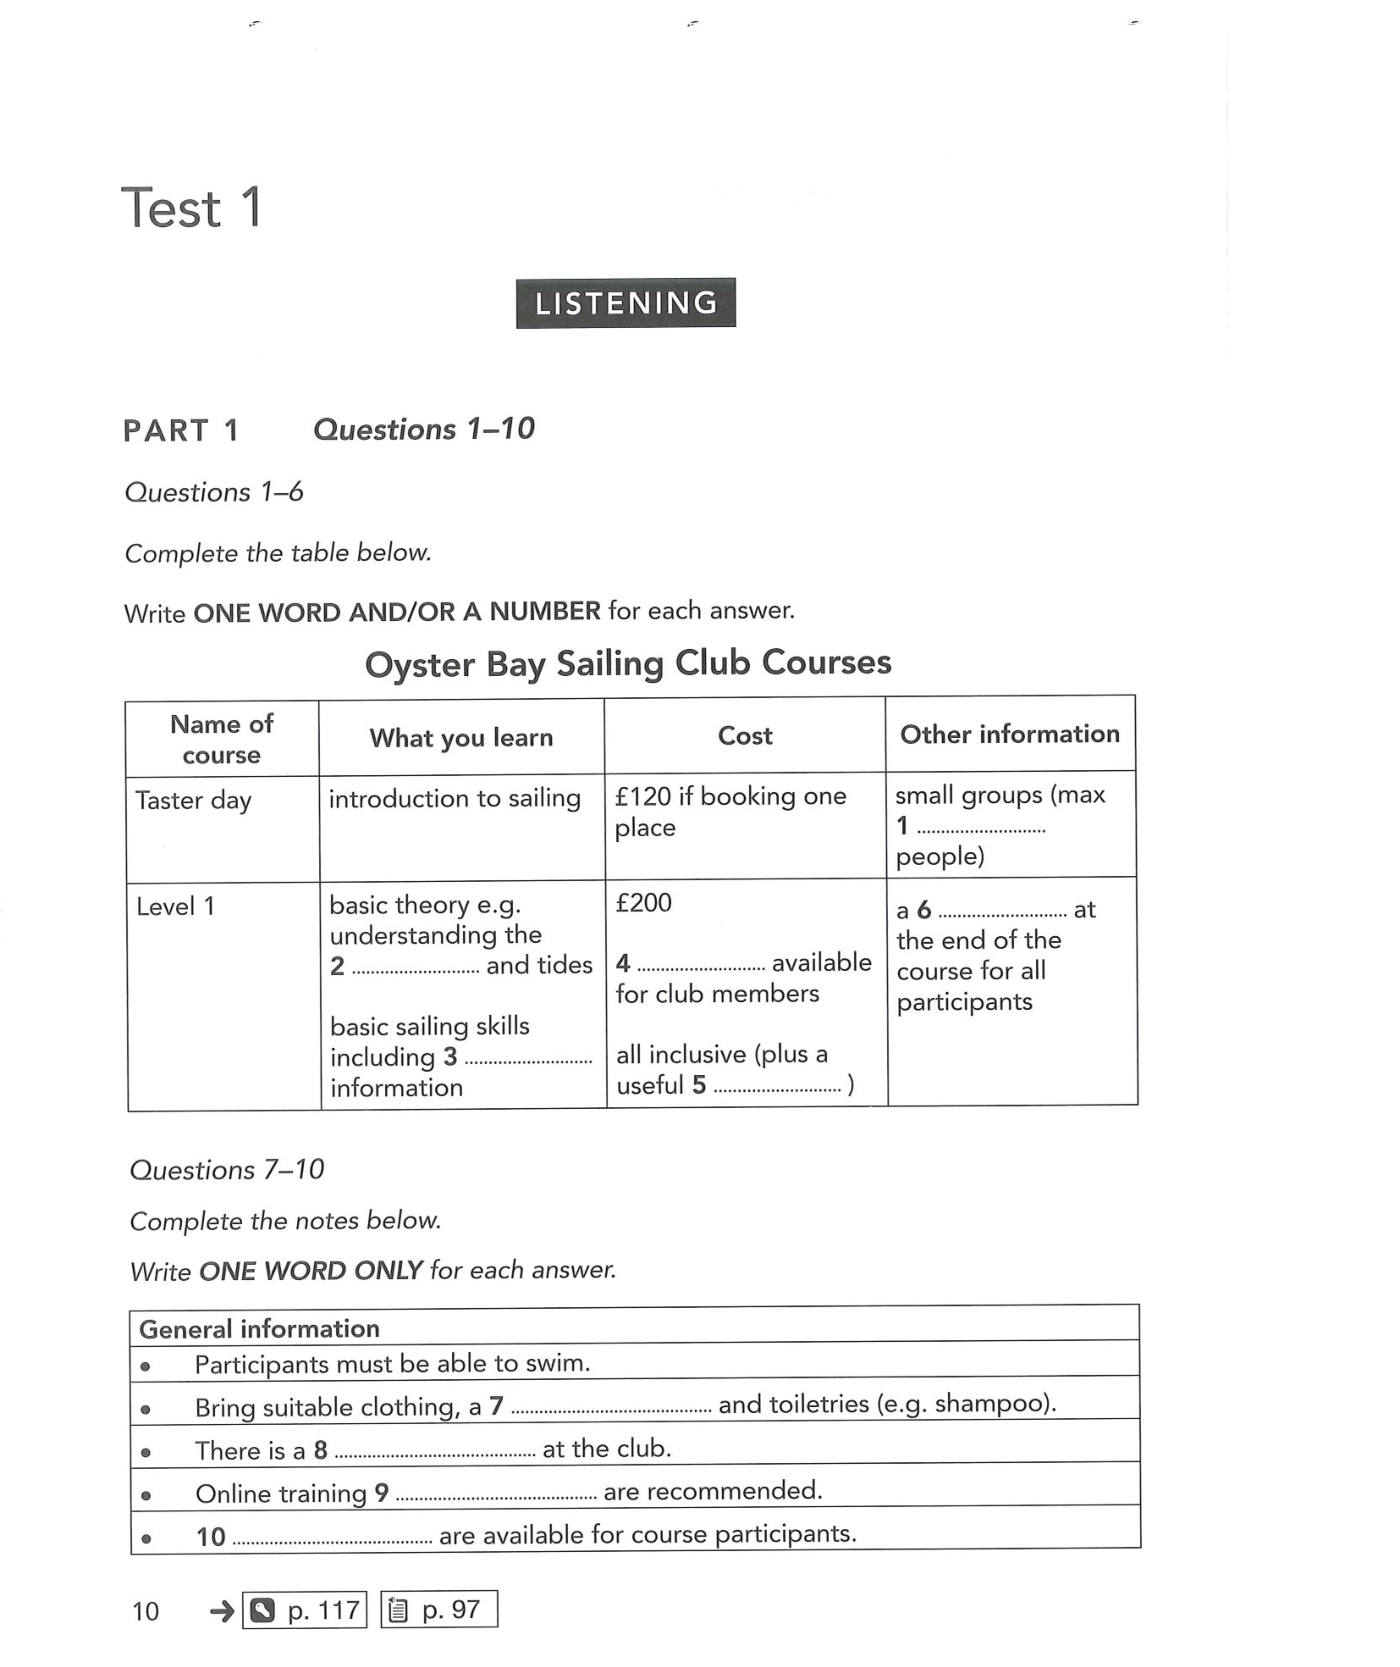 Test 1
LISTENING
PART 1 Questions 1–10
Questions 1–6
Complete the table below.
Write ONE WORD AND/OR A NUMBER for each answer.
Oyster Bay Sailing Club Courses
Name of
course
What you learn
Cost
Other information
Taster day
introduction to sailing
£120 if booking one
place
small groups (max
1 ...........................
people)
Level 1
basic theory e.g.
understanding the
2 ........................... and tides
basic sailing skills
including 3 ...........................
information
£200
4 ........................... available
for club members
all inclusive (plus a
useful 5 ........................... )
a 6 ........................... at
the end of the
course for all
participants
Questions 7–10
Complete the notes below.
Write ONE WORD ONLY for each answer.
General information
• Participants must be able to swim.
• Bring suitable clothing, a 7 .......................................... and toiletries (e.g. shampoo).
• There is a 8 .......................................... at the club.
• Online training 9 .......................................... are recommended.
• 10 .......................................... are available for course participants.
10 → p. 117 p. 97